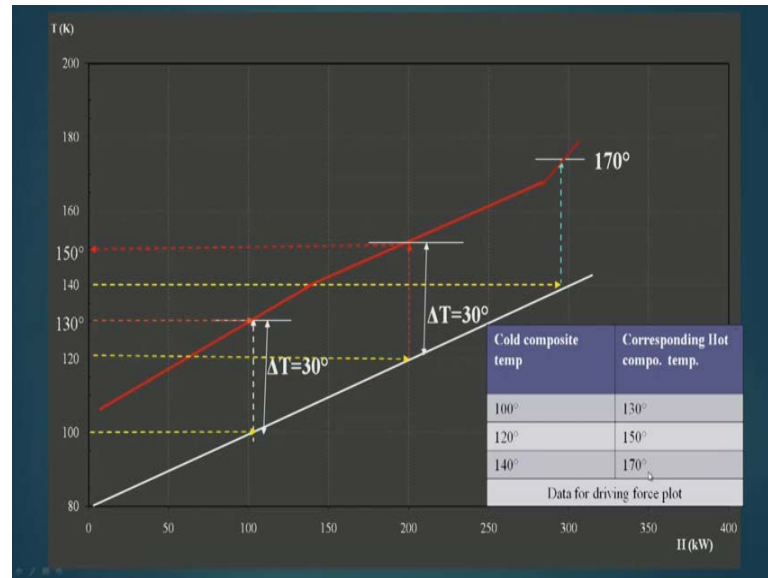 T (K)
200
180
170°
160
150°
140
130°
ΔT=30°
120
ΔT=30°
100
80
0 50 100 150 200 250 300 350 400
H (kW)
Cold composite temp
Corresponding Hot compo. temp.
100° 130°
120° 150°
140° 170°
Data for driving force plot